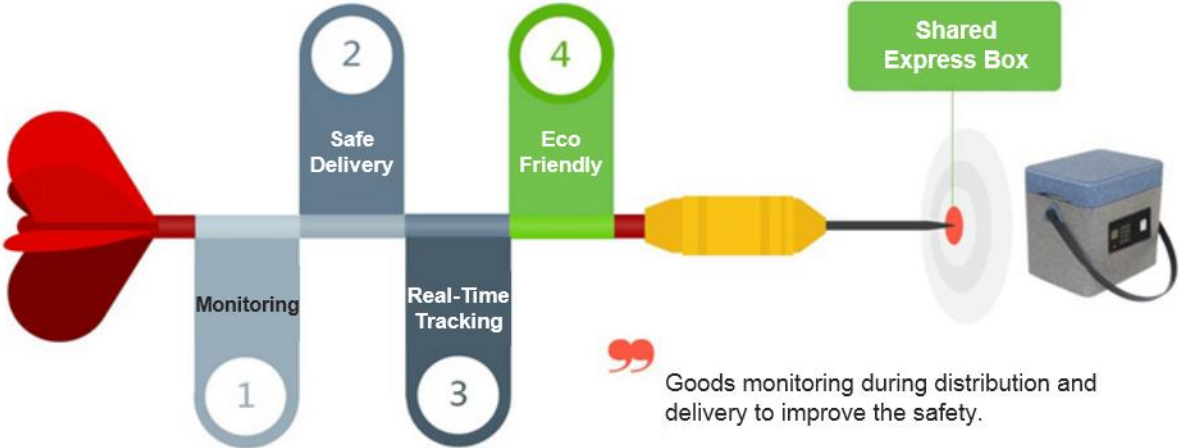 2
4
Shared
Express Box
Safe
Delivery
Eco
Friendly
Monitoring
Real-Time
Tracking
1
3
Goods monitoring during distribution and
delivery to improve the safety.